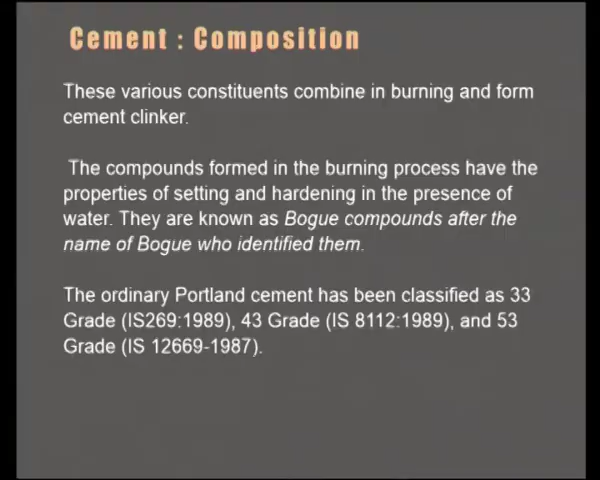 Cement : Composition
These various constituents combine in burning and form
cement clinker.
The compounds formed in the burning process have the
properties of setting and hardening in the presence of
water. They are known as Bogue compounds after the
name of Bogue who identified them.
The ordinary Portland cement has been classified as 33
Grade (IS269:1989), 43 Grade (IS 8112:1989), and 53
Grade (IS 12669-1987).